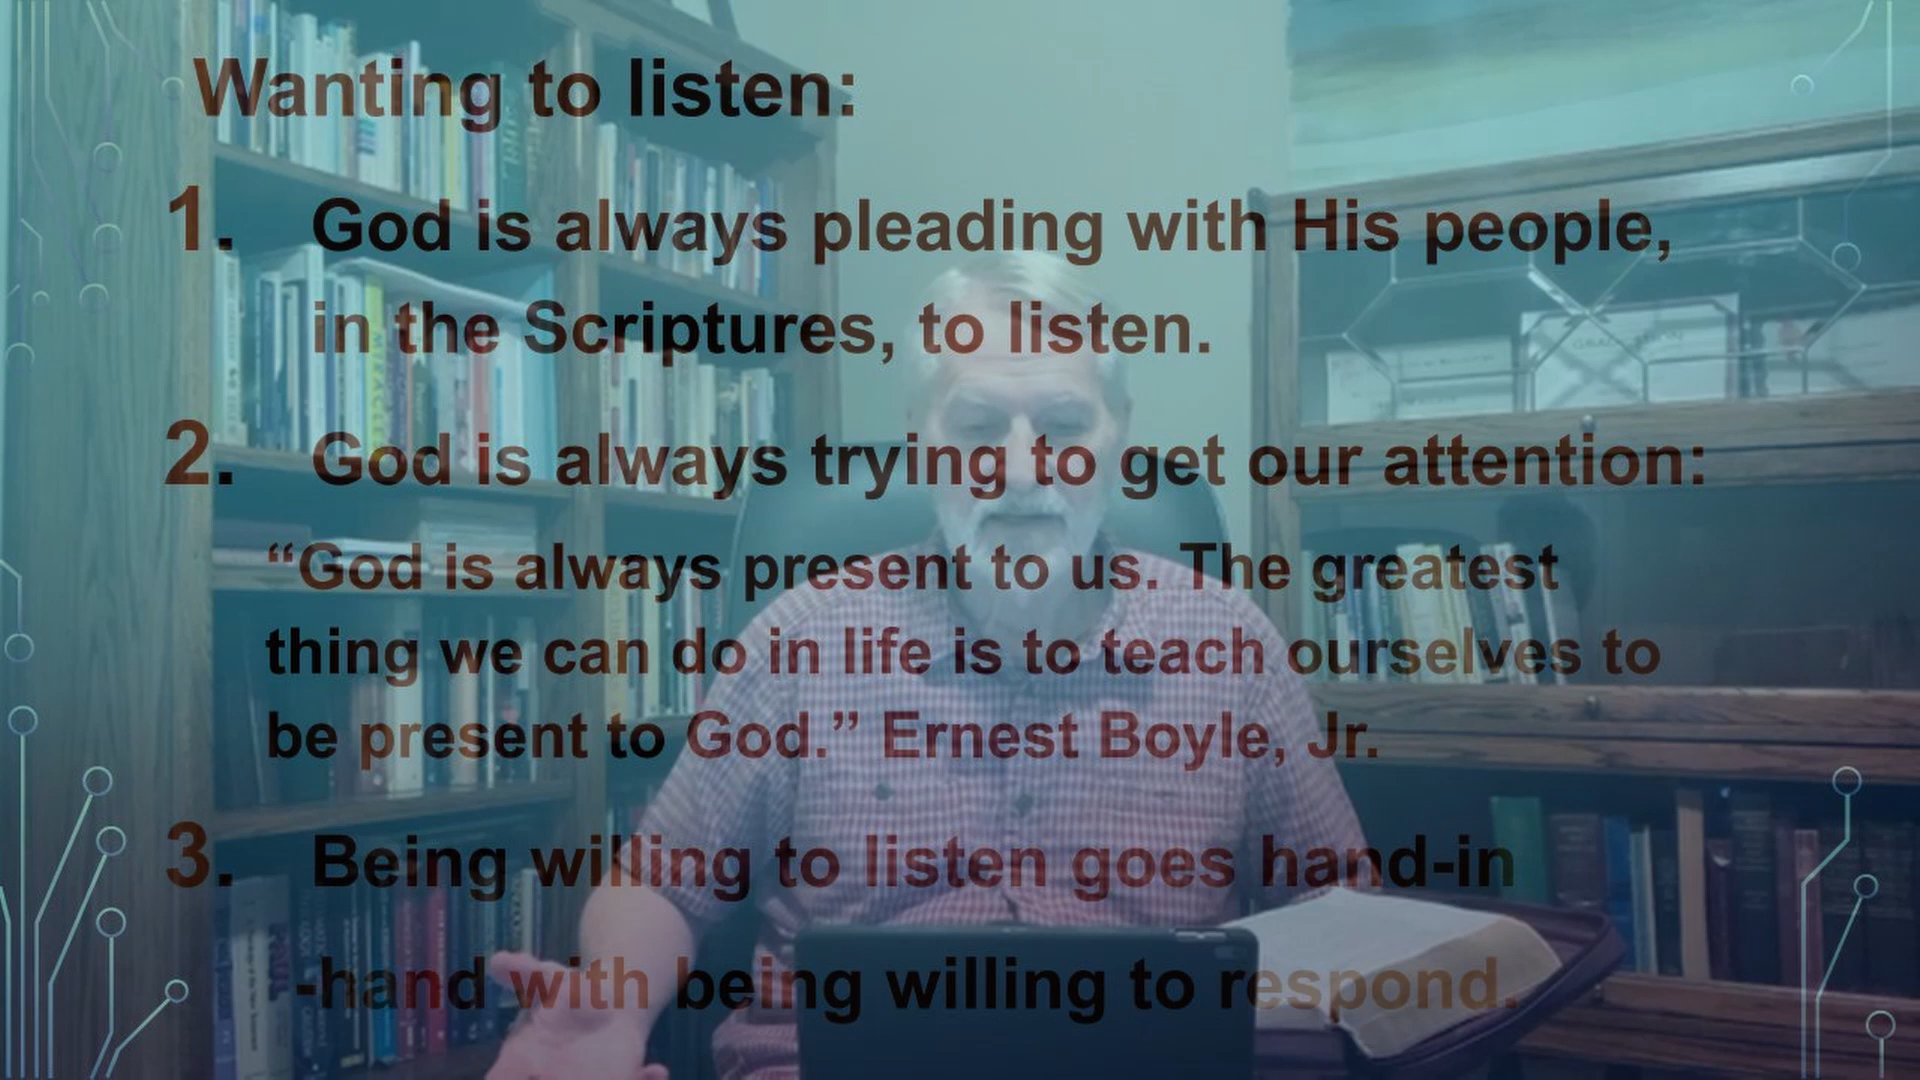 Wanting to listen:
1. God is always pleading with His people,
in the Scriptures, to listen.
2. God is always trying to get our attention:
“God is always present to us. The greatest
thing we can do in life is to teach ourselves to
be present to God.” Ernest Boyle, Jr.
3. Being willing to listen goes hand-in
-hand with being willing to respond.